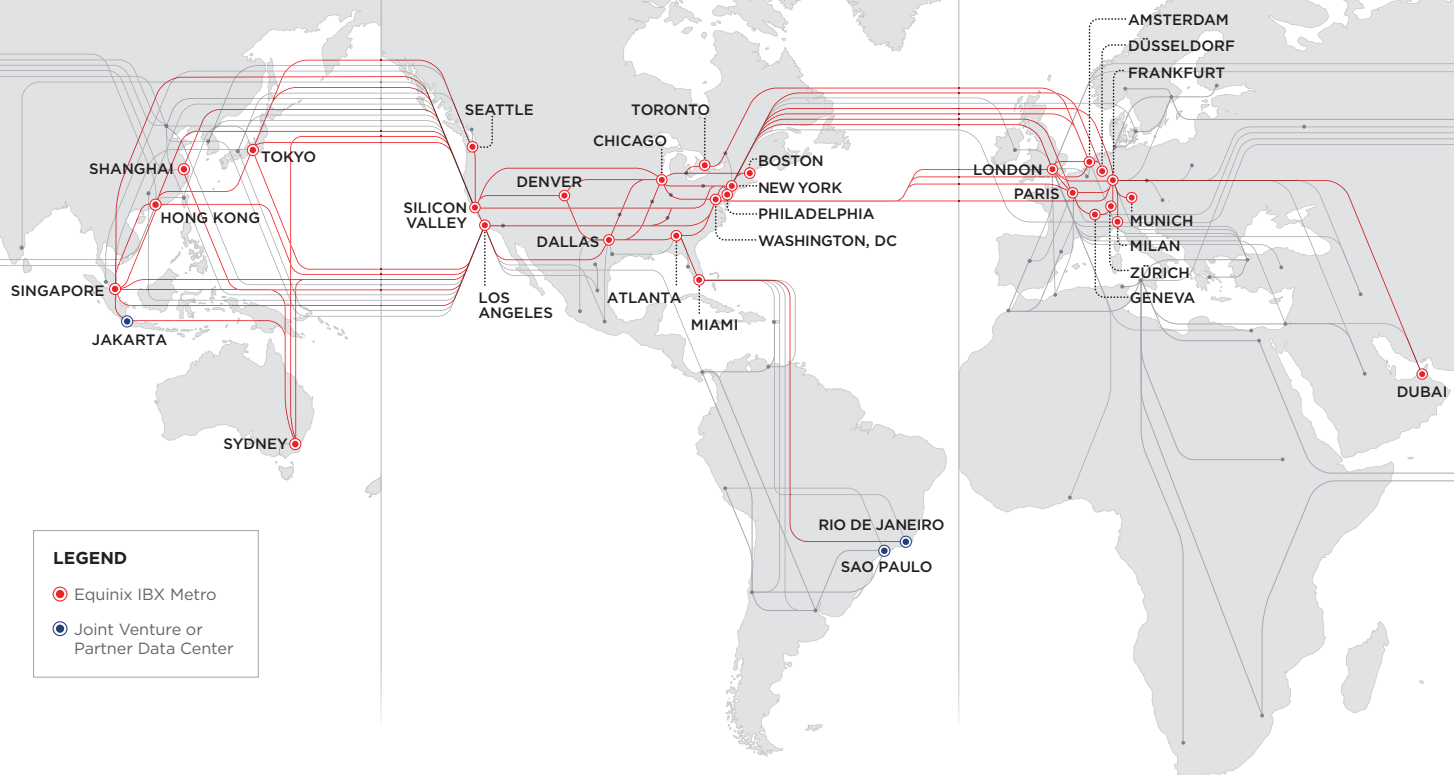 AMSTERDAM
DÜSSELDORF
FRANKFURT
SEATTLE
TORONTO
CHICAGO
BOSTON
TOKYO
SHANGHAI
LONDON
DENVER
NEW YORK
PARIS
SILICON
VALLEY
PHILADELPHIA
HONG KONG
MUNICH
DALLAS
WASHINGTON, DC
MILAN
ZÜRICH
SINGAPORE
LOS
ANGELES
ATLANTA
GENEVA
MIAMI
JAKARTA
DUBAI
SYDNEY
RIO DE JANEIRO
SAO PAULO
LEGEND
Equinix IBX Metro
Joint Venture or
Partner Data Center